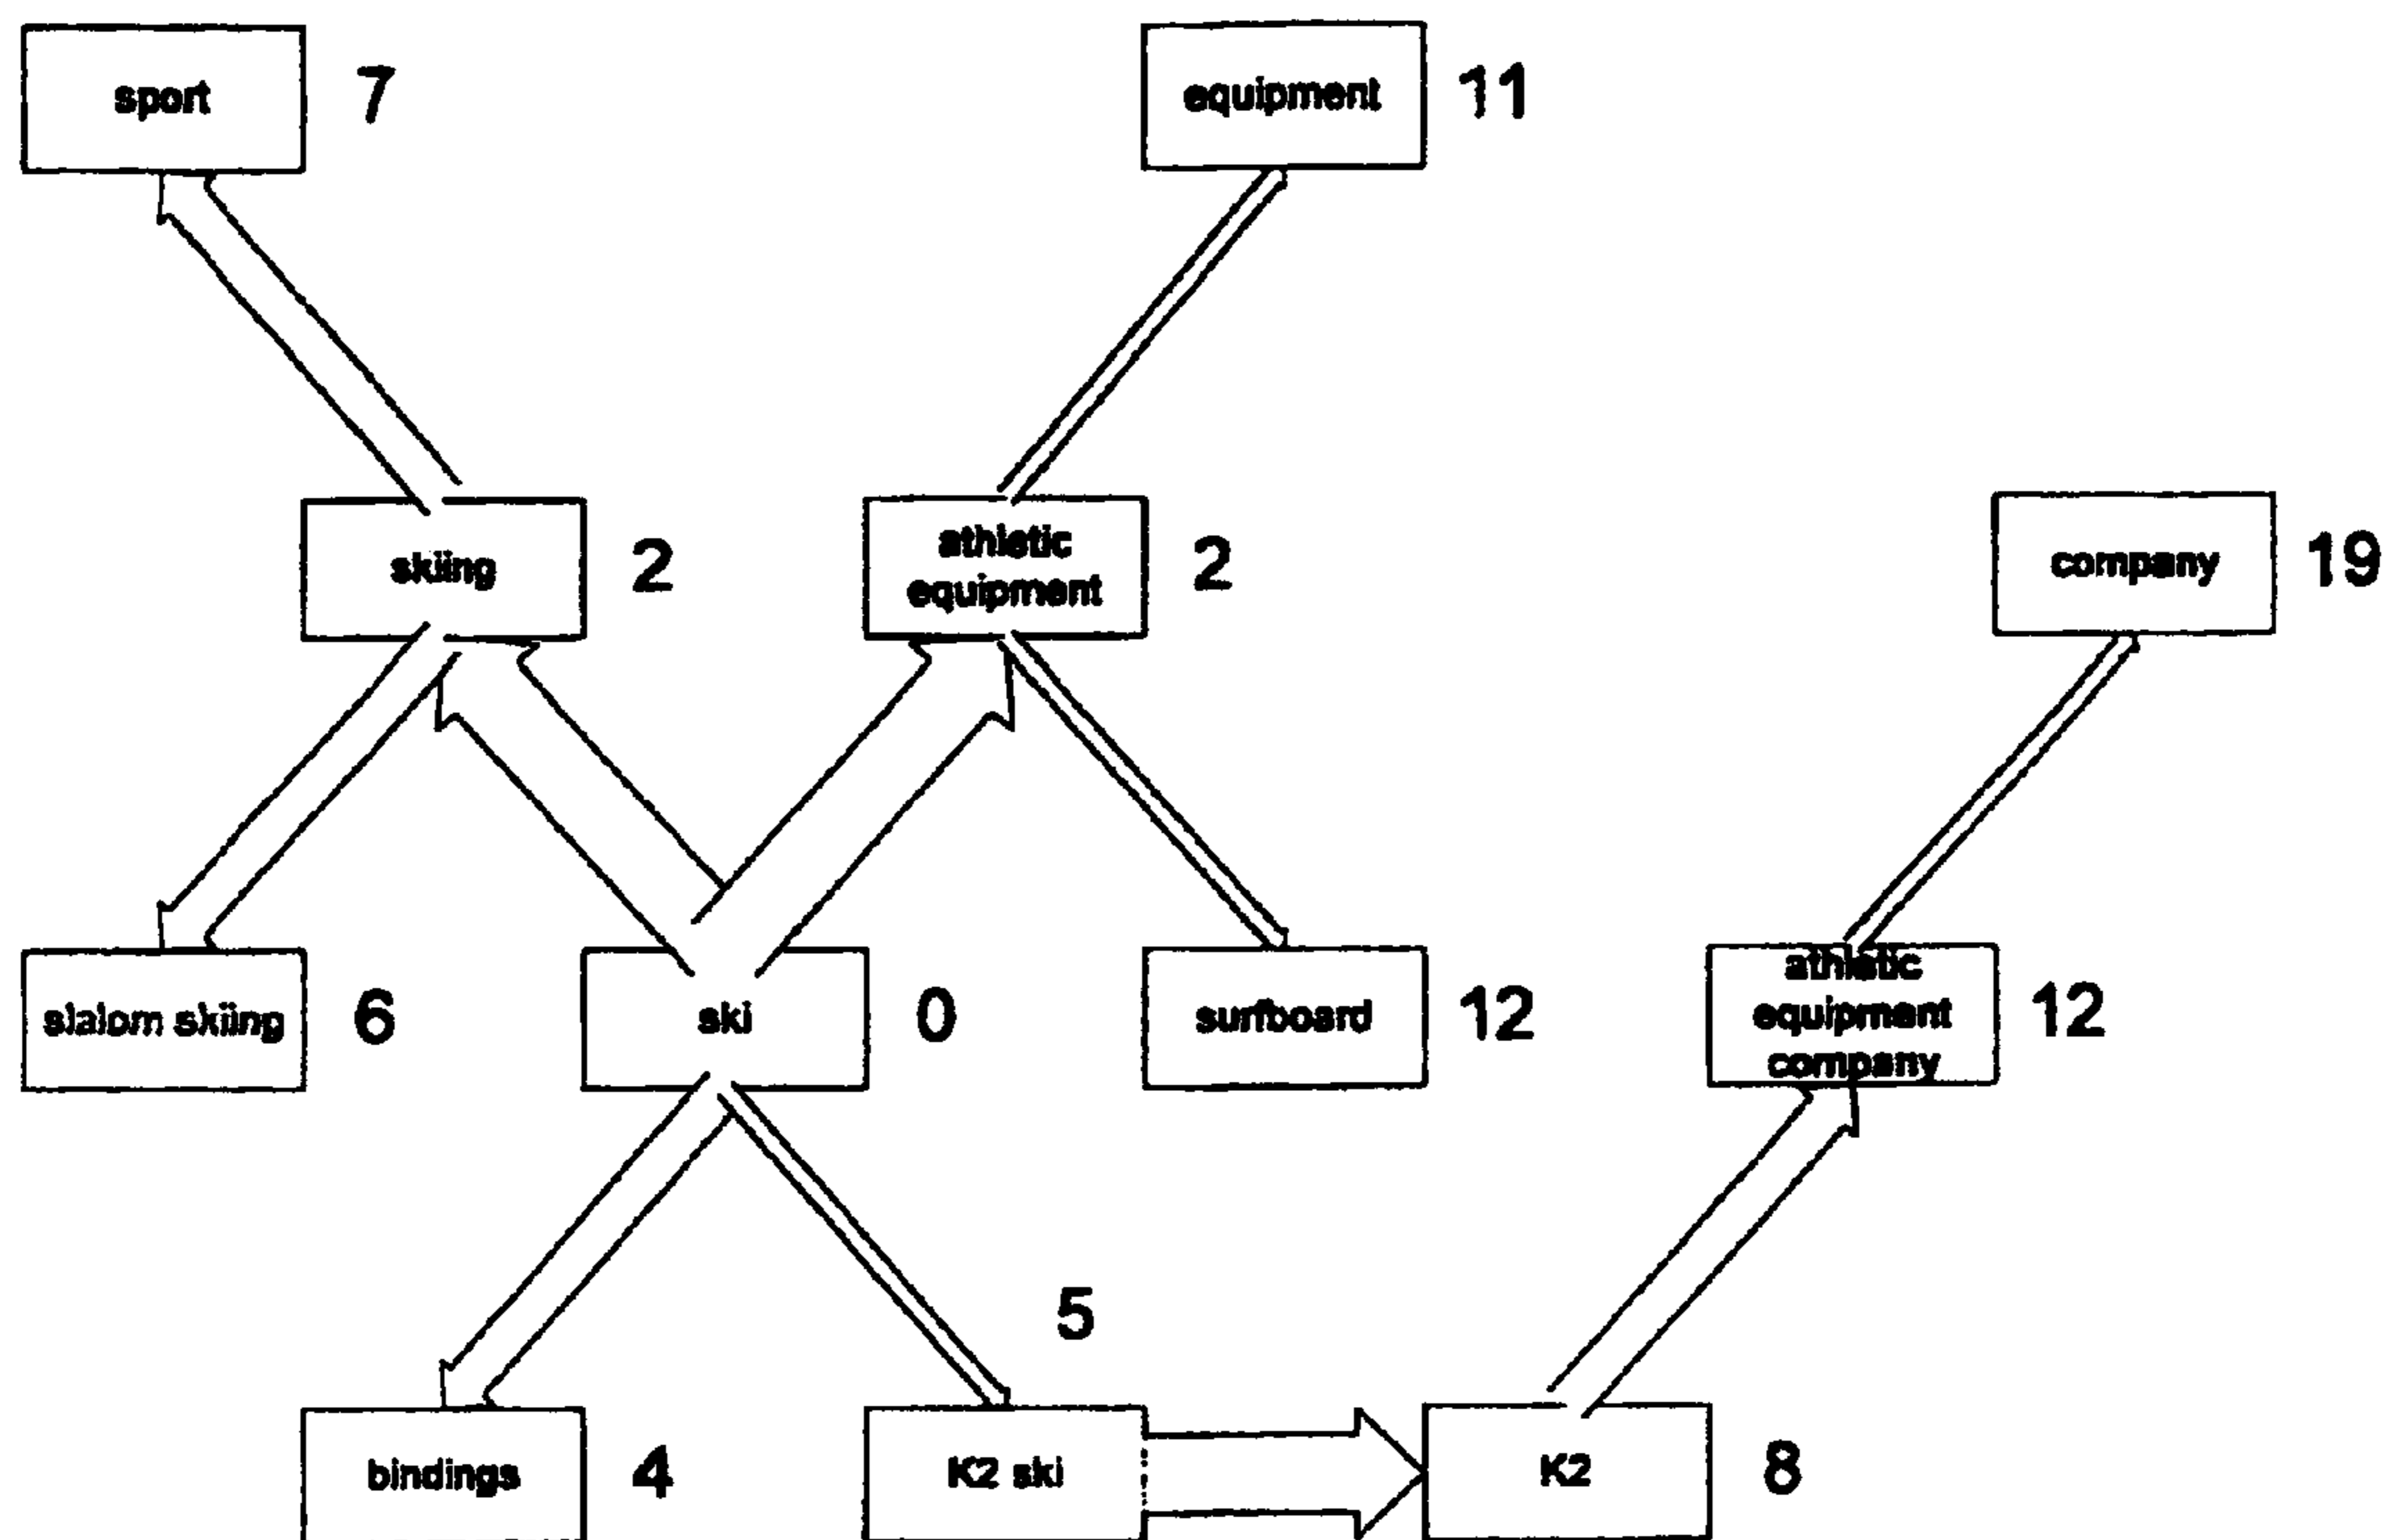 sport 7
equipment 11
skiing 2
athletic
equipment 2
company 19
slalom skiing 6
ski 0
surfboard 12
athletic
equipment
company 12
5
bindings 4
K2 ski
K2 8